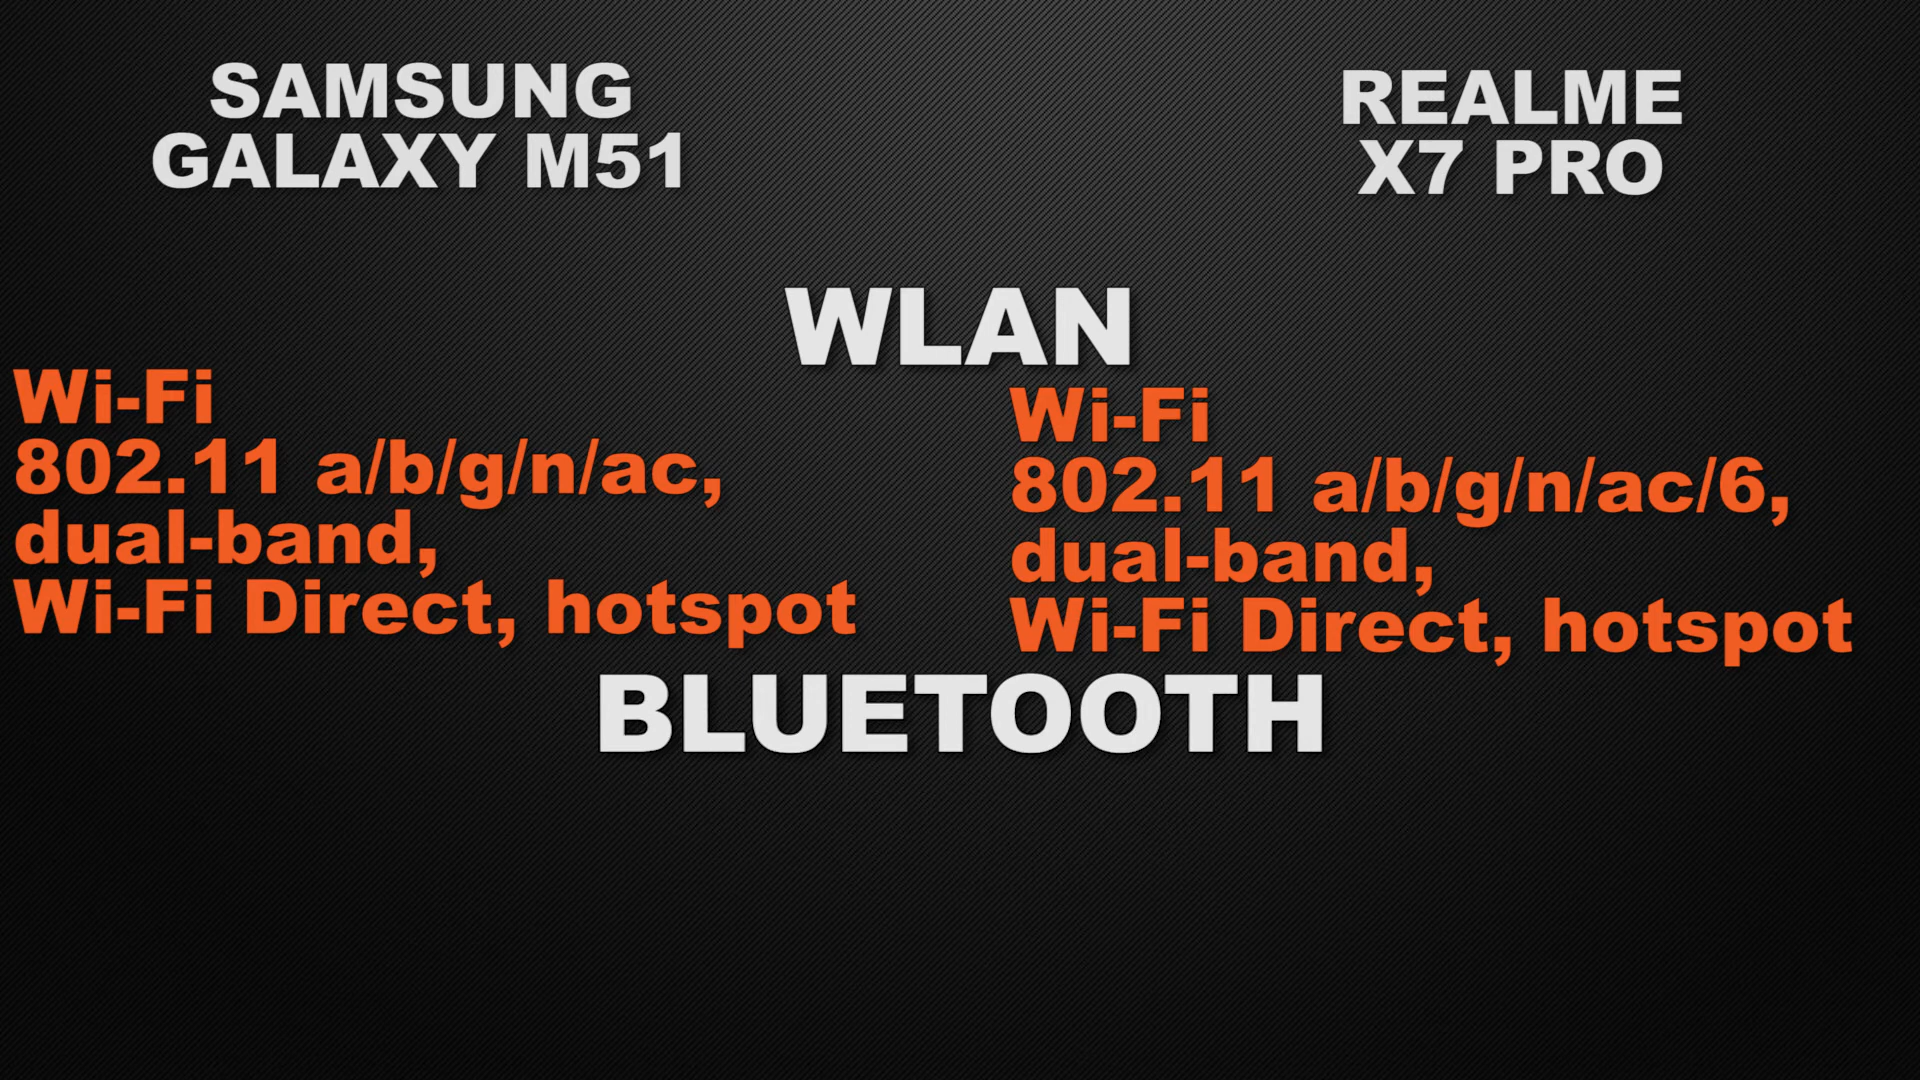 SAMSUNG
GALAXY M51
REALME
X7 PRO
WLAN
Wi-Fi
802.11 a/b/g/n/ac,
dual-band,
Wi-Fi Direct, hotspot
Wi-Fi
802.11 a/b/g/n/ac/6,
dual-band,
Wi-Fi Direct, hotspot
BLUETOOTH